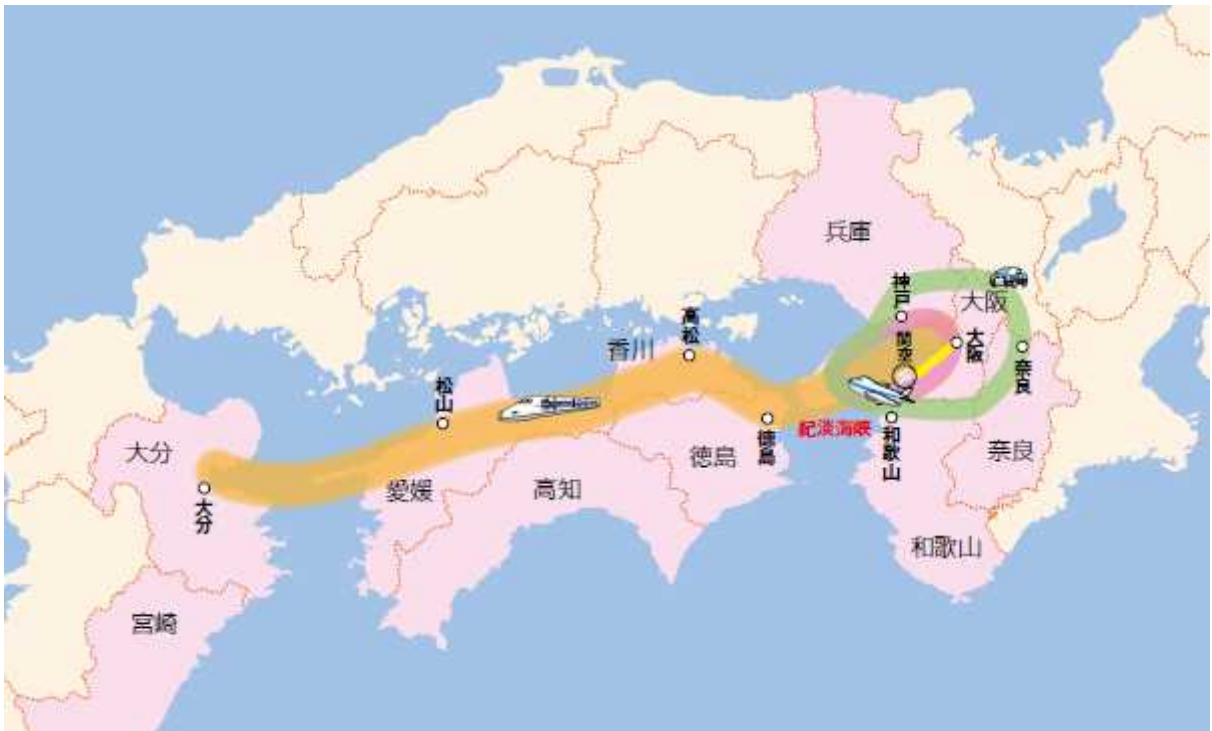 兵庫
神戸
大阪
高松
関空
大阪
香川
奈良
松山
紀淡海峡
徳島
和歌山
大分
徳島
奈良
愛媛
高知
大分
和歌山
宮崎